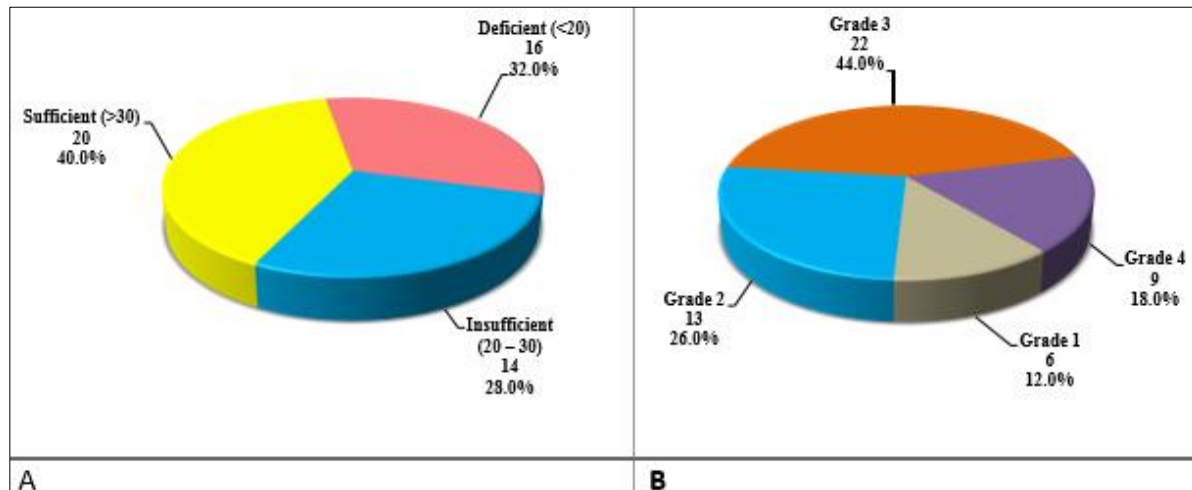 Deficient (<20)
16
32.0%
Sufficient (>30)
20
40.0%
Insufficient
(20 – 30)
14
28.0%
A
Grade 3
22
44.0%
Grade 4
9
18.0%
Grade 2
13
26.0%
Grade 1
6
12.0%
B